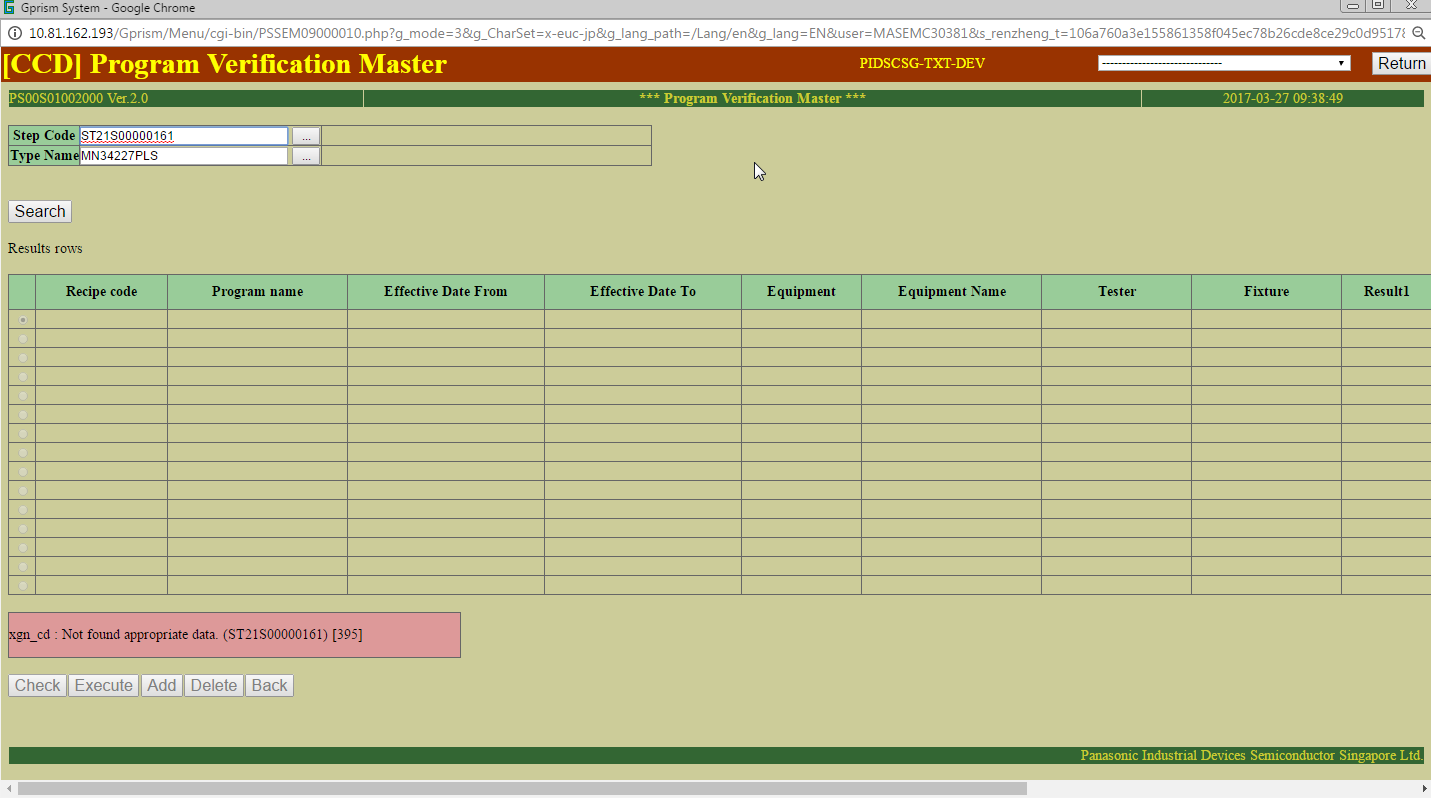 Gprism System - Google Chrome
10.81.162.193/Gprism/Menu/cgi-bin/PSSEM09000010.php?g_mode=3&g_CharSet=x-euc-jp&g_lang_path=/Lang/en&g_lang=EN&user=MASEMC30381&s_renzheng_t=106a760a3e155861358f045ec78b26cde8ce29c0d95178
[CCD] Program Verification Master PIDSCSG-TXT-DEV ------------------------------ Return
PS00S01002000 Ver.2.0 *** Program Verification Master *** 2017-03-27 09:38:49
Step Code ST21S00000161 ...
Type Name MN34227PLS ...
Search
Results rows
Recipe code Program name Effective Date From Effective Date To Equipment Equipment Name Tester Fixture Result1
xgn_cd : Not found appropriate data. (ST21S00000161) [395]
Check Execute Add Delete Back
Panasonic Industrial Devices Semiconductor Singapore Ltd.